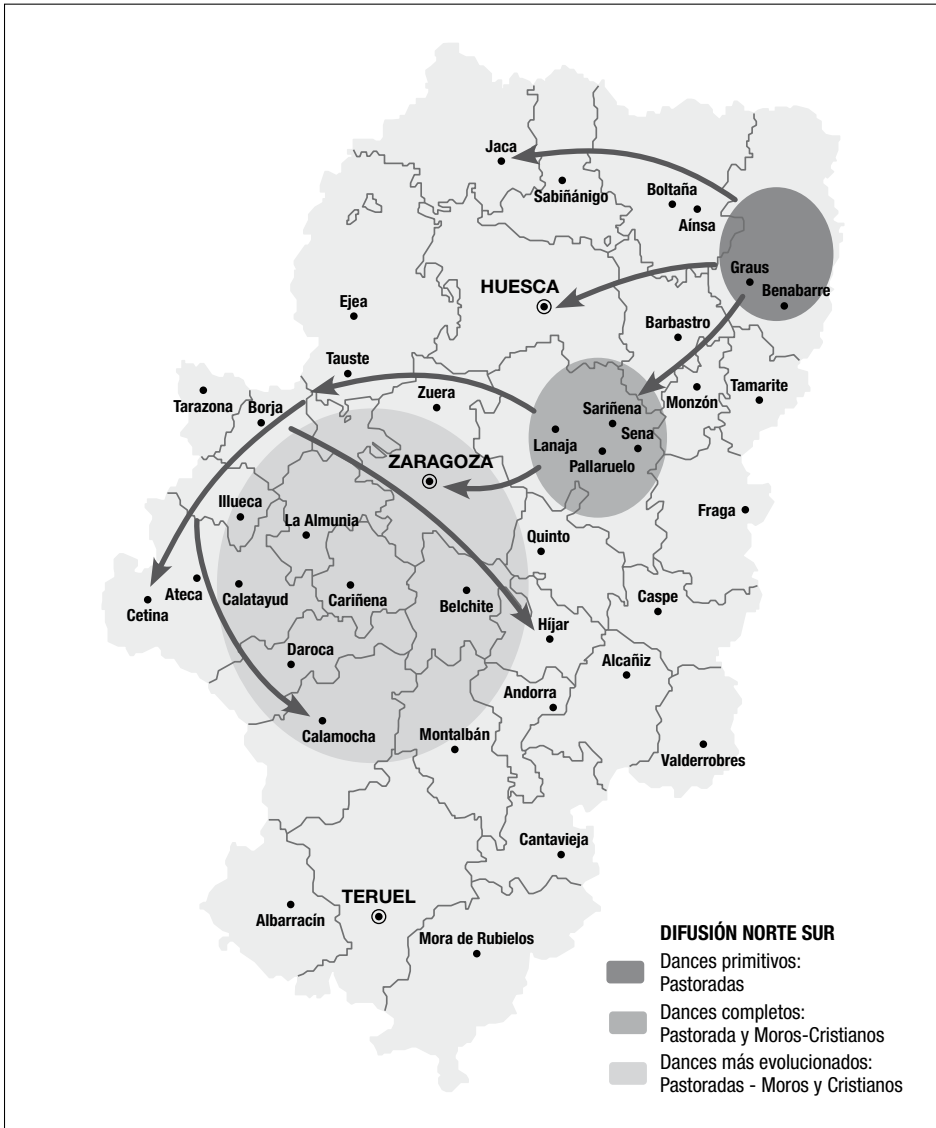 Jaca
Sabiñánigo
Boltaña
Aínsa
Graus
Benabarre
HUESCA
Ejea
Barbastro
Tauste
Tarazona
Borja
Zuera
Monzón
Tamarite
Sariñena
Lanaja
Sena
Pallaruelo
ZARAGOZA
Illueca
La Almunia
Fraga
Quinto
Ateca
Cetina
Calatayud
Cariñena
Belchite
Caspe
Híjar
Daroca
Alcañiz
Andorra
Calamocha
Montalbán
Valderrobres
Cantavieja
TERUEL
Albarracín
Mora de Rubielos
DIFUSIÓN NORTE SUR
Dances primitivos:
Pastoradas
Dances completos:
Pastorada y Moros-Cristianos
Dances más evolucionados:
Pastoradas - Moros y Cristianos